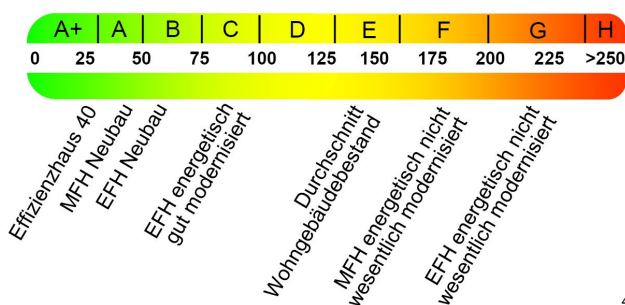 A+ A B C D E F G H
0 25 50 75 100 125 150 175 200 225 >250
Effizienzhaus 40
MFH Neubau
EFH Neubau
EFH energetisch
gut modernisiert
Durchschnitt
Wohngebäudebestand
MFH energetisch nicht
wesentlich modernisiert
EFH energetisch nicht
wesentlich modernisiert